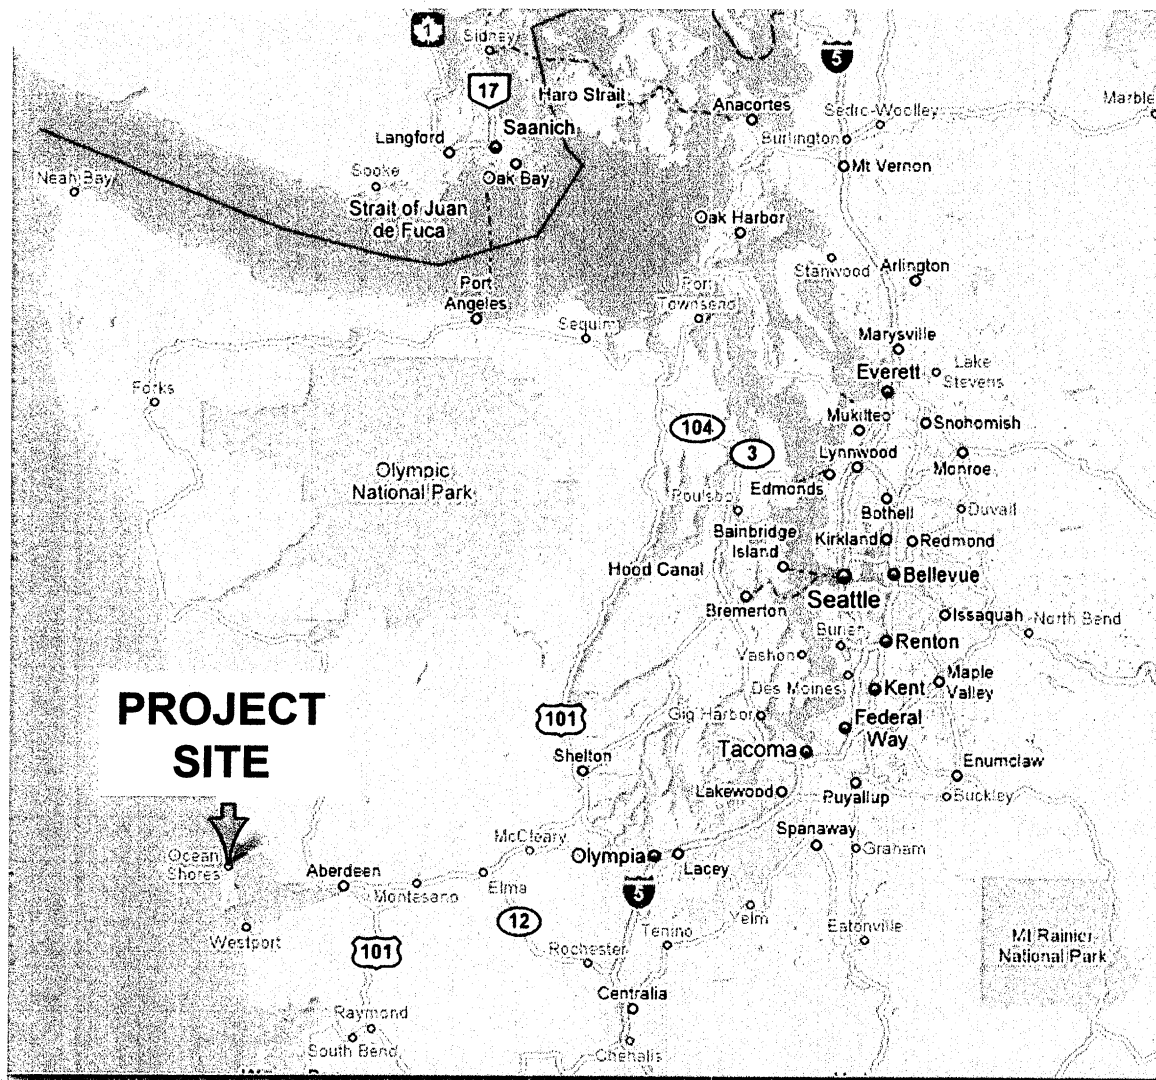 1
Sidney
5
17
Haro Strait
Anacortes
Sedro-Woolley
Marble
Langford
Saanich
Burlington
Neah Bay
Sooke
Oak Bay
Mt Vernon
Strait of Juan
de Fuca
Oak Harbor
Stanwood
Arlington
Port
Angeles
Port
Townsend
Sequim
Marysville
Everett
Lake
Stevens
Forks
Mukilteo
Snohomish
104
3
Lynnwood
Monroe
Olympic
National Park
Edmonds
Poulsbo
Bothell
Duvall
Bainbridge
Island
Kirkland
Redmond
Hood Canal
Bellevue
Bremerton
Seattle
Issaquah
North Bend
Burien
Renton
Vashon
Des Moines
Kent
Maple
Valley
PROJECT
SITE
101
Gig Harbor
Federal
Way
Shelton
Tacoma
Enumclaw
Lakewood
Puyallup
Buckley
McCleary
Spanaway
Ocean
Shores
Olympia
Lacey
Graham
Aberdeen
Montesano
Elma
5
12
Yelm
Westport
101
Rochester
Tenino
Eatonville
Mt Rainier
National Park
Centralia
Raymond
South Bend
Chehalis